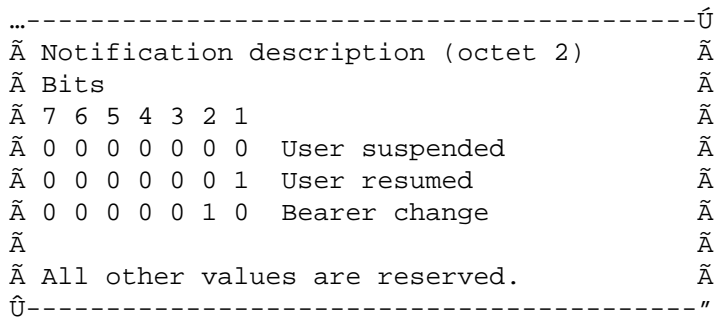 …-------------------------------------------Ú
Ã Notification description (octet 2) Ã
Ã Bits Ã
Ã 7 6 5 4 3 2 1 Ã
Ã 0 0 0 0 0 0 0 User suspended Ã
Ã 0 0 0 0 0 0 1 User resumed Ã
Ã 0 0 0 0 0 1 0 Bearer change Ã
Ã Ã
Ã All other values are reserved. Ã
Û-------------------------------------------"